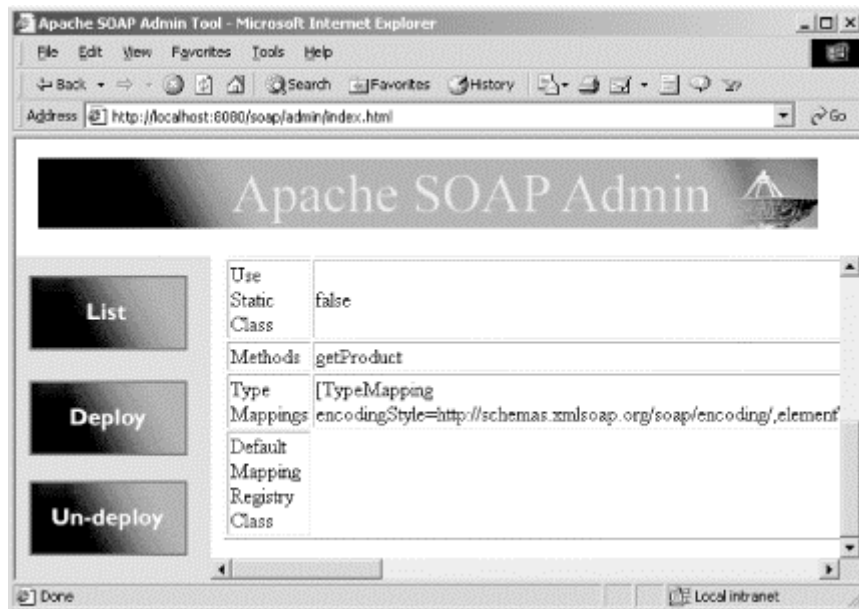 Apache SOAP Admin Tool - Microsoft Internet Explorer
File Edit View Favorites Tools Help
Back Search Favorites History
Address http://localhost:8080/soap/admin/index.html Go
Apache SOAP Admin
List
Deploy
Un-deploy
Use
Static
Class
false
Methods getProduct
Type
Mappings
[TypeMapping
encodingStyle=http://schemas.xmlsoap.org/soap/encoding/,element
Default
Mapping
Registry
Class
Done Local intranet